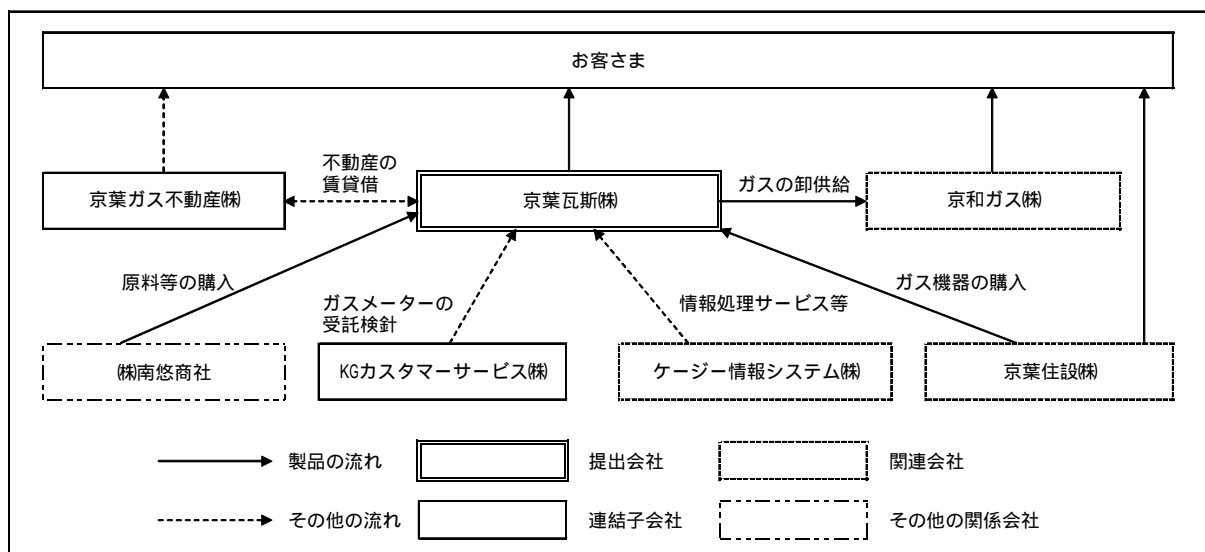 お客さま
不動産の
賃貸借
京葉ガス不動産㈱
京葉瓦斯㈱
ガスの卸供給
京和ガス㈱
原料等の購入
ガスメーターの
受託検針
情報処理サービス等
ガス機器の購入
㈱南悠商社
KGカスタマーサービス㈱
ケージー情報システム㈱
京葉住設㈱
製品の流れ
提出会社
関連会社
その他の流れ
連結子会社
その他の関係会社